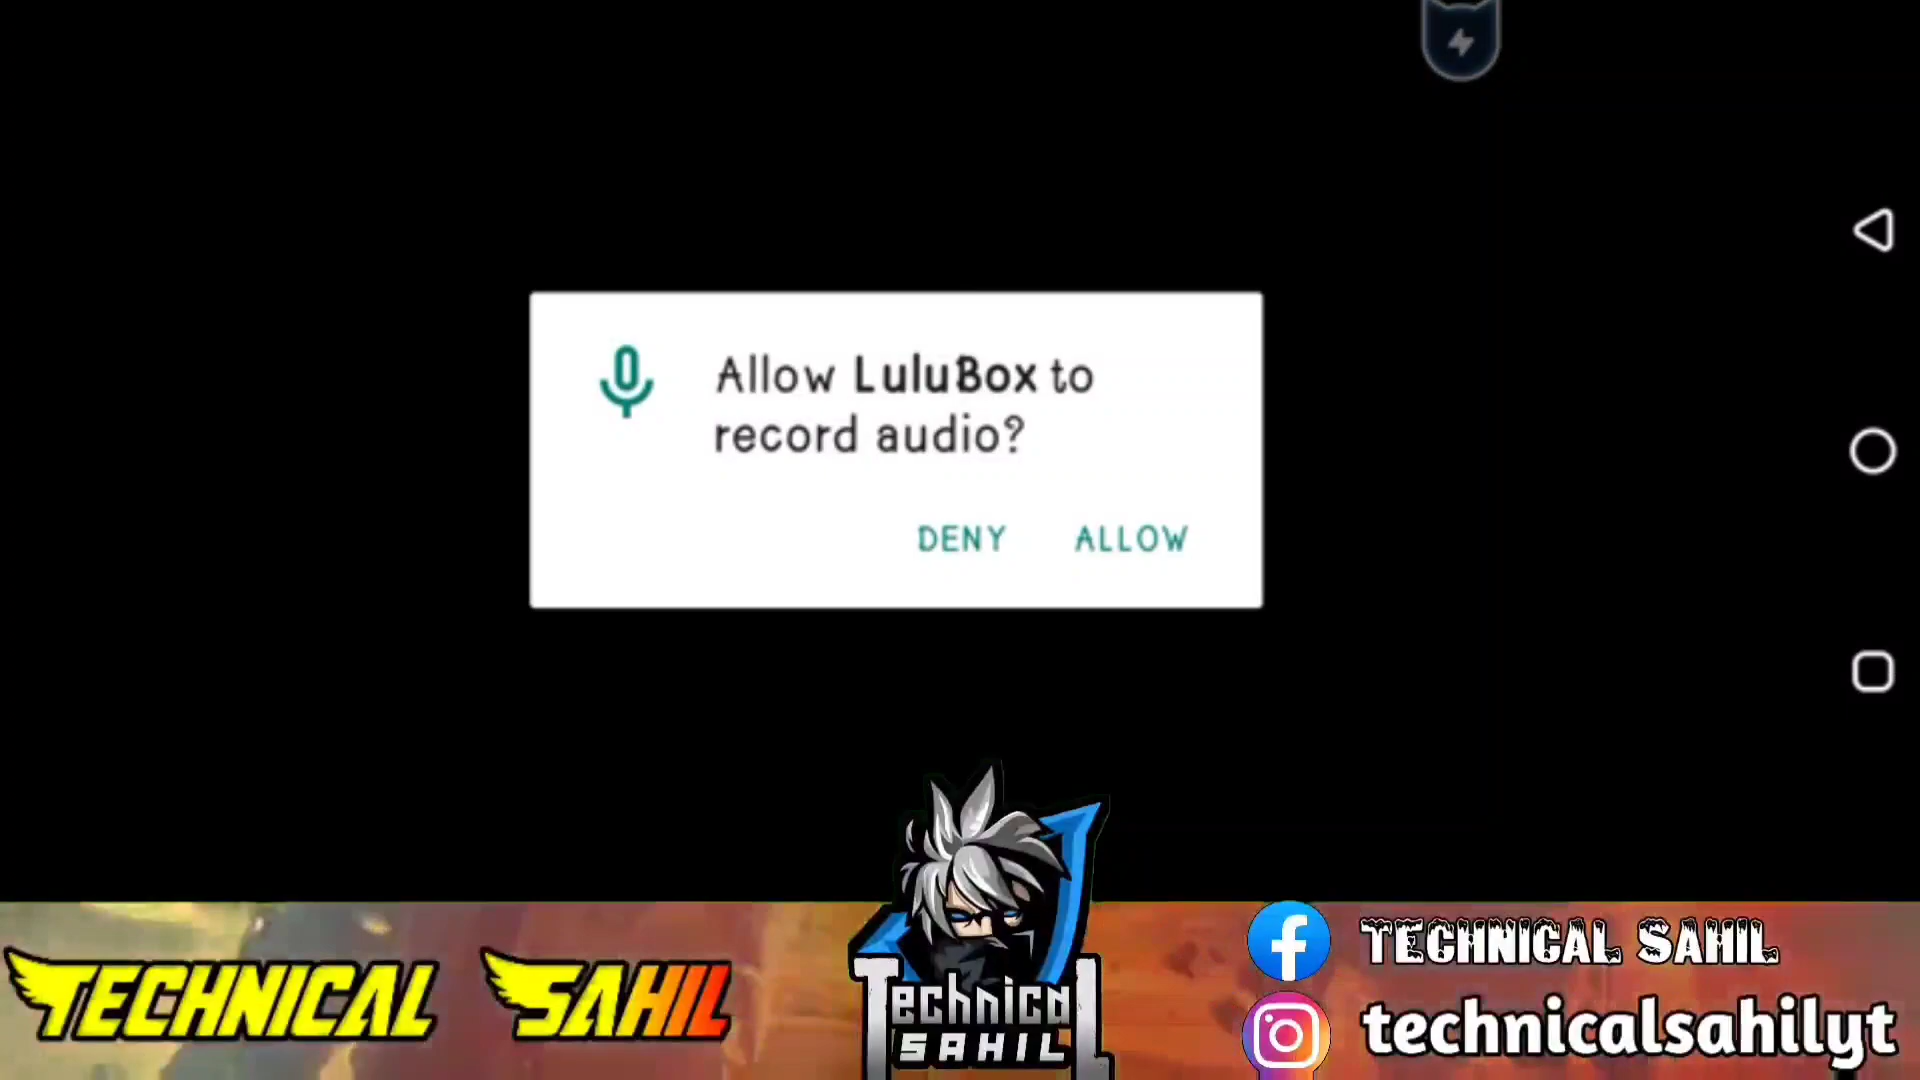 Allow LuluBox to
record audio?
DENY ALLOW
TECHNICAL SAHIL
Technical
SAHIL
TECHNICAL SAHIL
technicalsahilyt